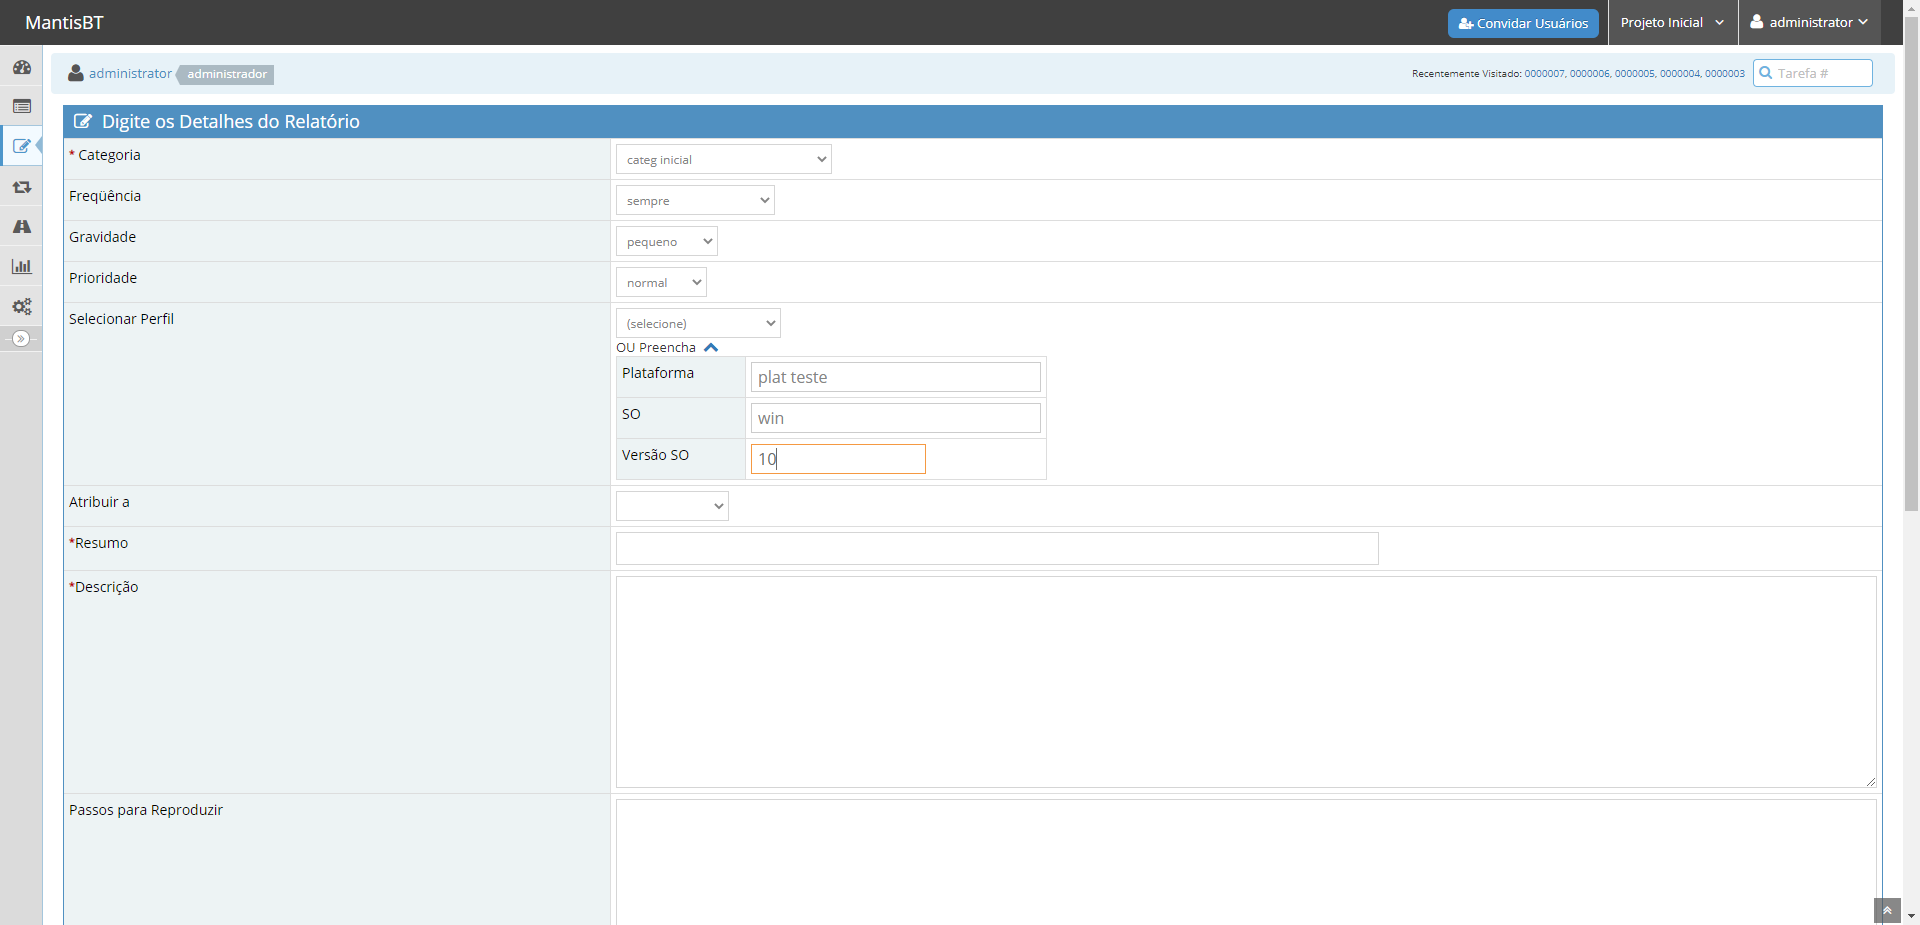 MantisBT
Convidar Usuários
Projeto Inicial
administrator
administrator
administrador
Recentemente Visitado: 0000007, 0000006, 0000005, 0000004, 0000003
Tarefa #
Digite os Detalhes do Relatório
* Categoria
categ inicial
Freqüência
sempre
Gravidade
pequeno
Prioridade
normal
Selecionar Perfil
(selecione)
OU Preencha
Plataforma
plat teste
SO
win
Versão SO
10
Atribuir a
*Resumo
*Descrição
Passos para Reproduzir